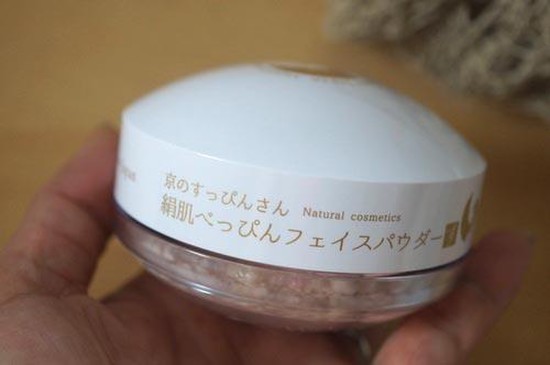 京のすっぴんさん Natural cosmetics
絹肌べっぴんフェイスパウダー